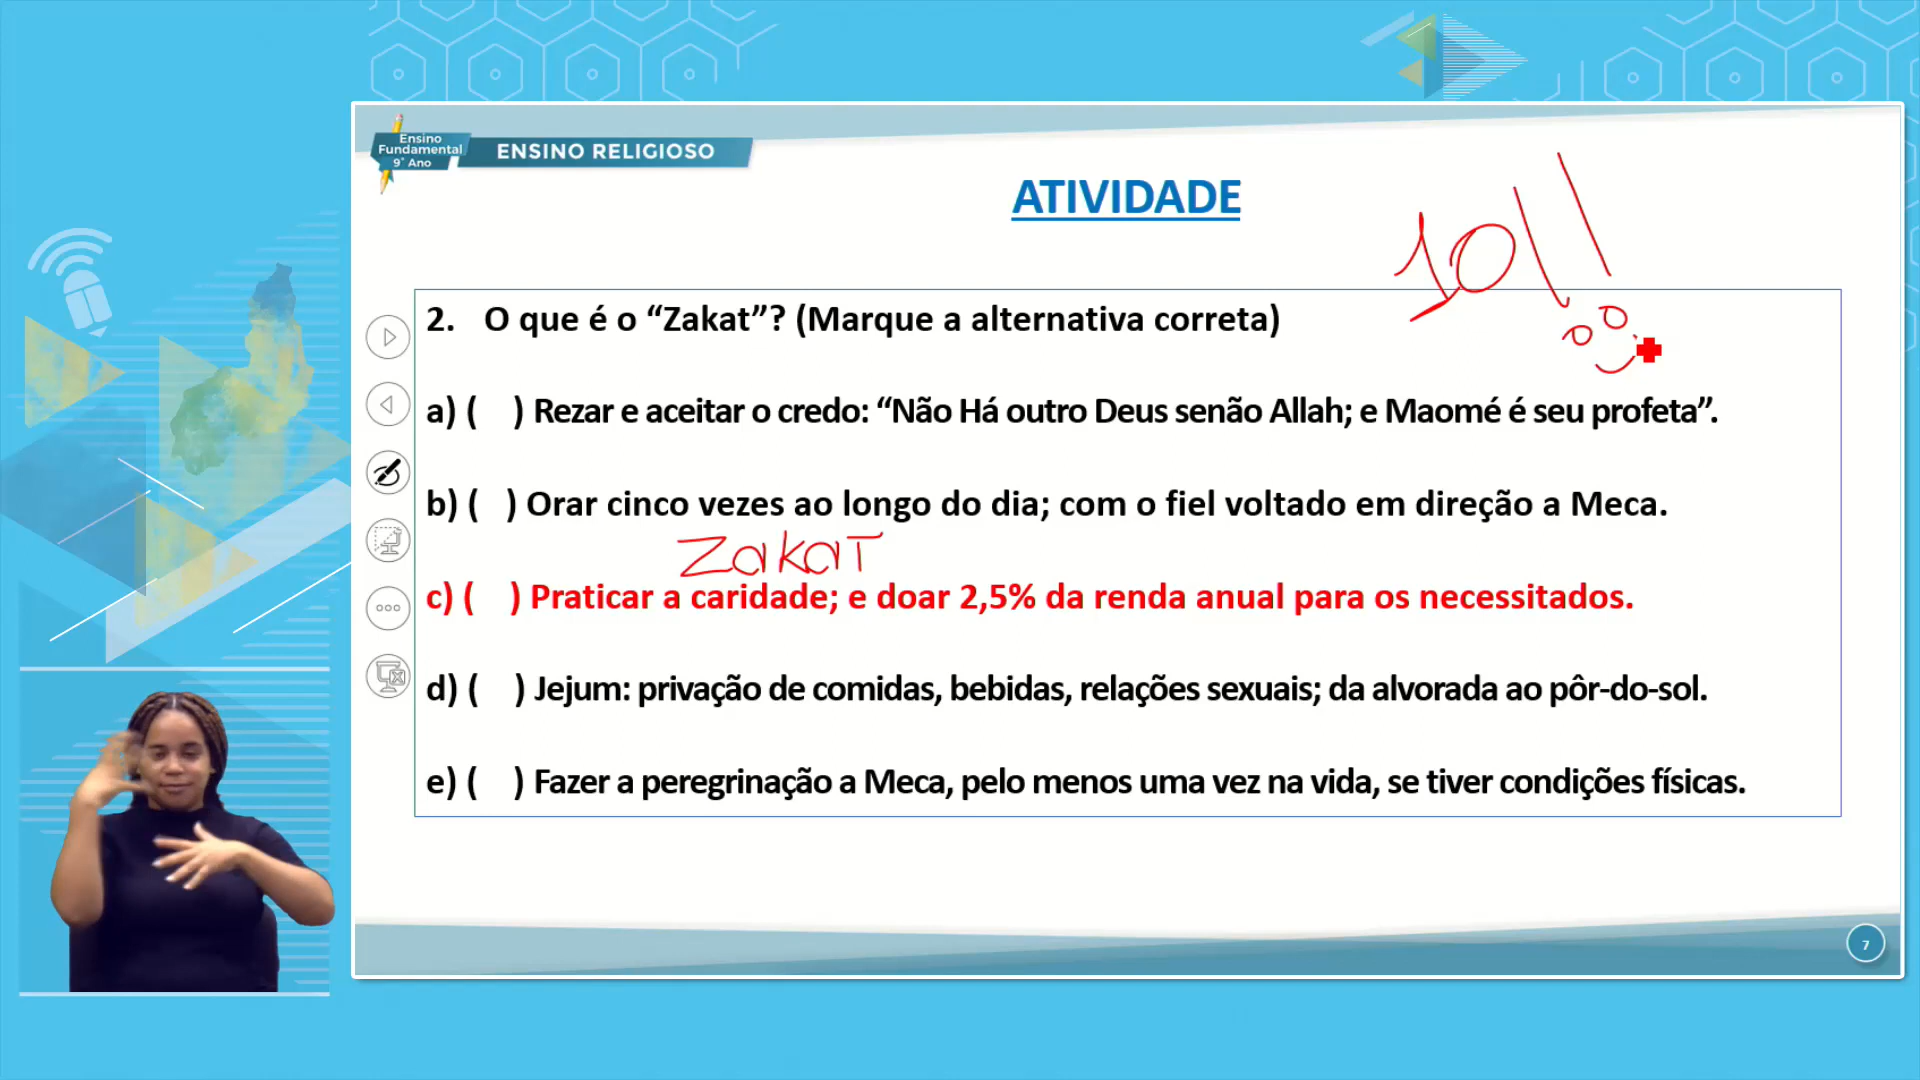 Ensino
Fundamental
9° Ano
ENSINO RELIGIOSO
ATIVIDADE
10!!
2. O que é o “Zakat”? (Marque a alternativa correta)
a) ( ) Rezar e aceitar o credo: “Não Há outro Deus senão Allah; e Maomé é seu profeta”.
b) ( ) Orar cinco vezes ao longo do dia; com o fiel voltado em direção a Meca.
ZakaT
c) ( ) Praticar a caridade; e doar 2,5% da renda anual para os necessitados.
d) ( ) Jejum: privação de comidas, bebidas, relações sexuais; da alvorada ao pôr-do-sol.
e) ( ) Fazer a peregrinação a Meca, pelo menos uma vez na vida, se tiver condições físicas.
7